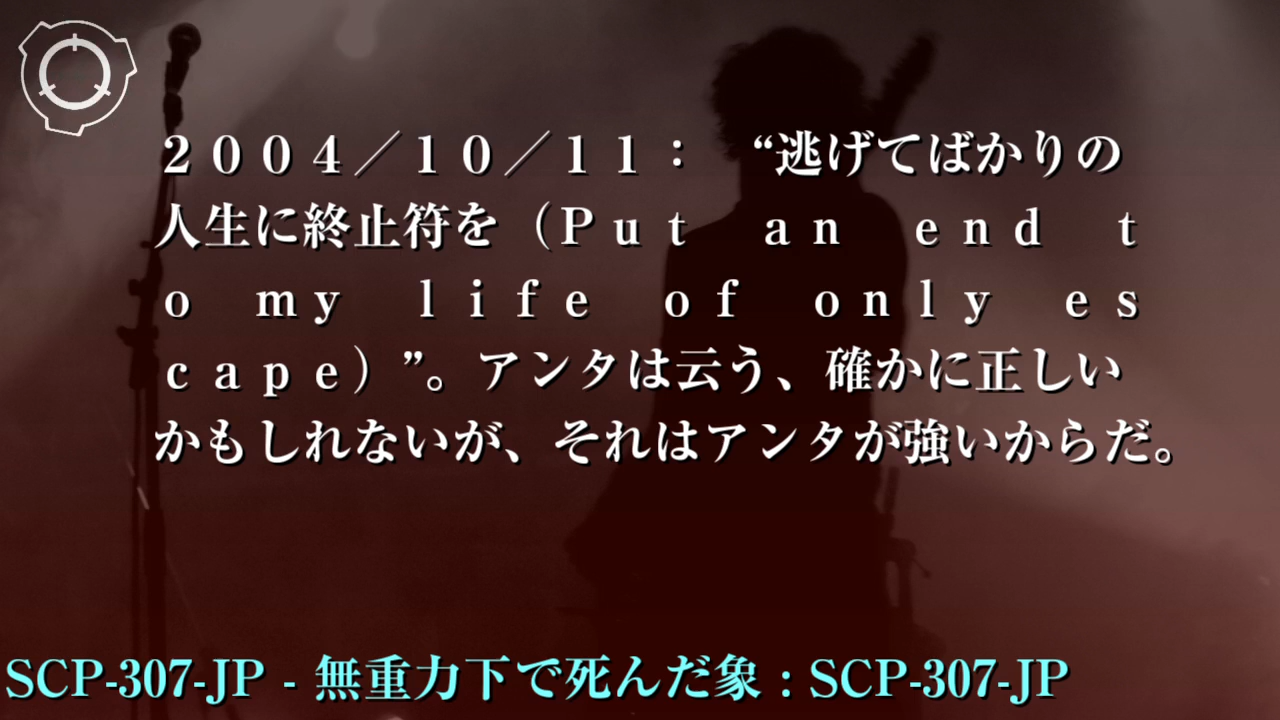 ２００４／１０／１１：　“逃げてばかりの
人生に終止符を（Ｐｕｔ　ａｎ　ｅｎｄ　ｔ
ｏ　ｍｙ　ｌｉｆｅ　ｏｆ　ｏｎｌｙ　ｅｓ
ｃａｐｅ）”。アンタは云う、確かに正しい
かもしれないが、それはアンタが強いからだ。
SCP-307-JP - 無重力下で死んだ象 : SCP-307-JP